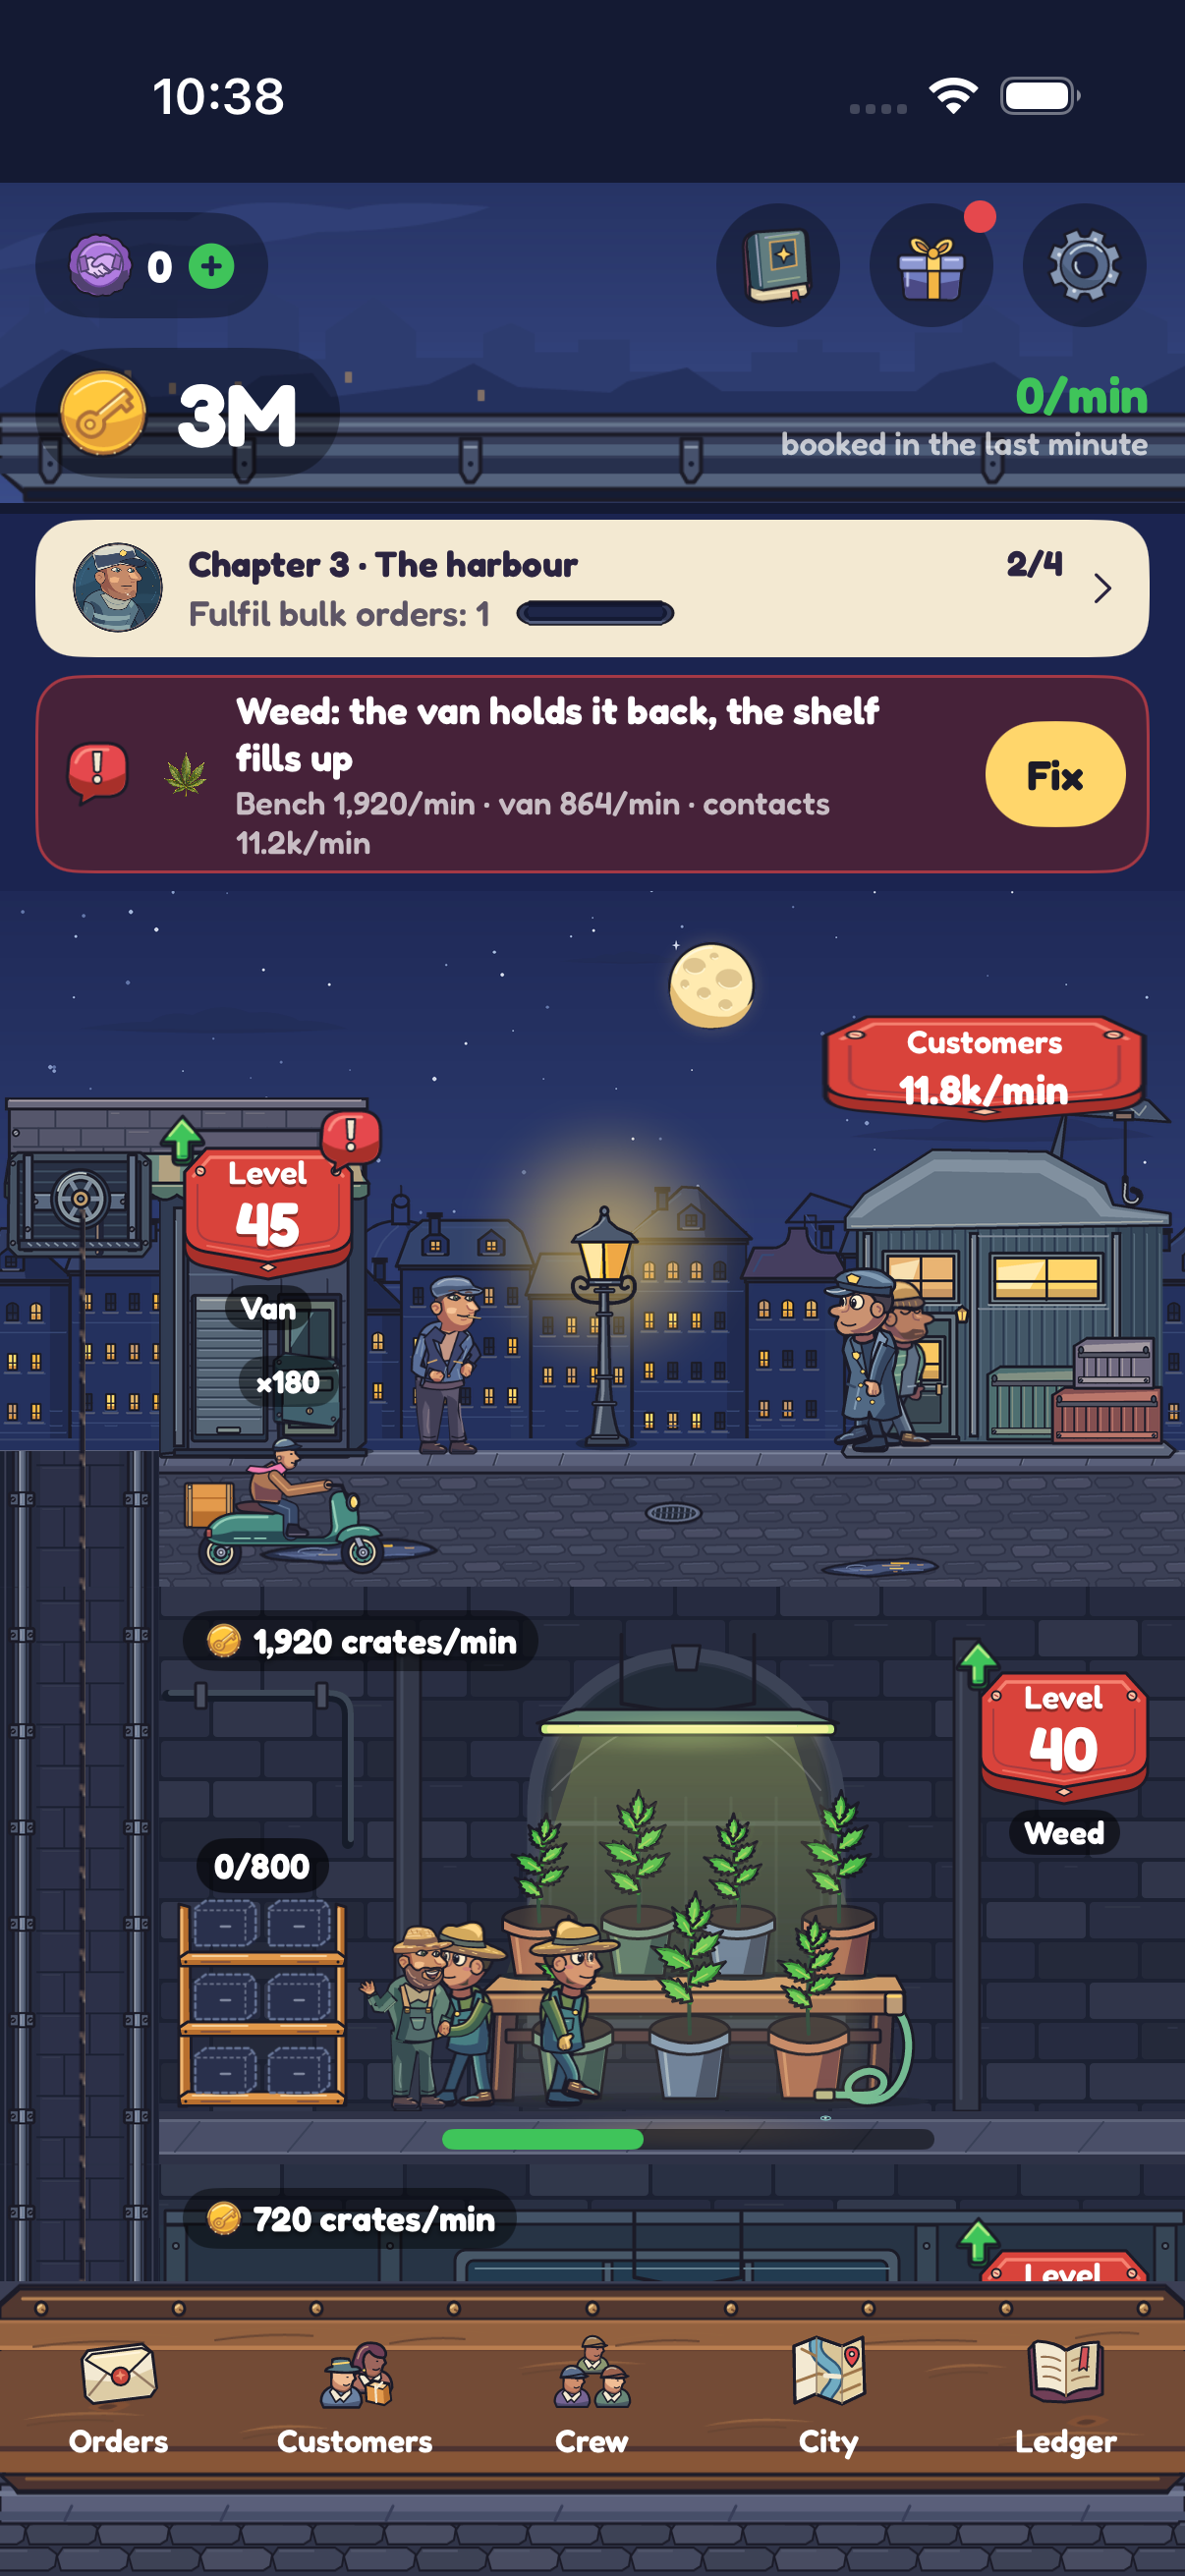 10:38
0
3M
0/min
booked in the last minute
Chapter 3 · The harbour
2/4
Fulfil bulk orders: 1
Weed: the van holds it back, the shelf
fills up
Bench 1,920/min · van 864/min · contacts
11.2k/min
Fix
Customers
11.8k/min
Level
45
Van
×180
1,920 crates/min
Level
40
Weed
0/800
720 crates/min
Level
Orders
Customers
Crew
City
Ledger